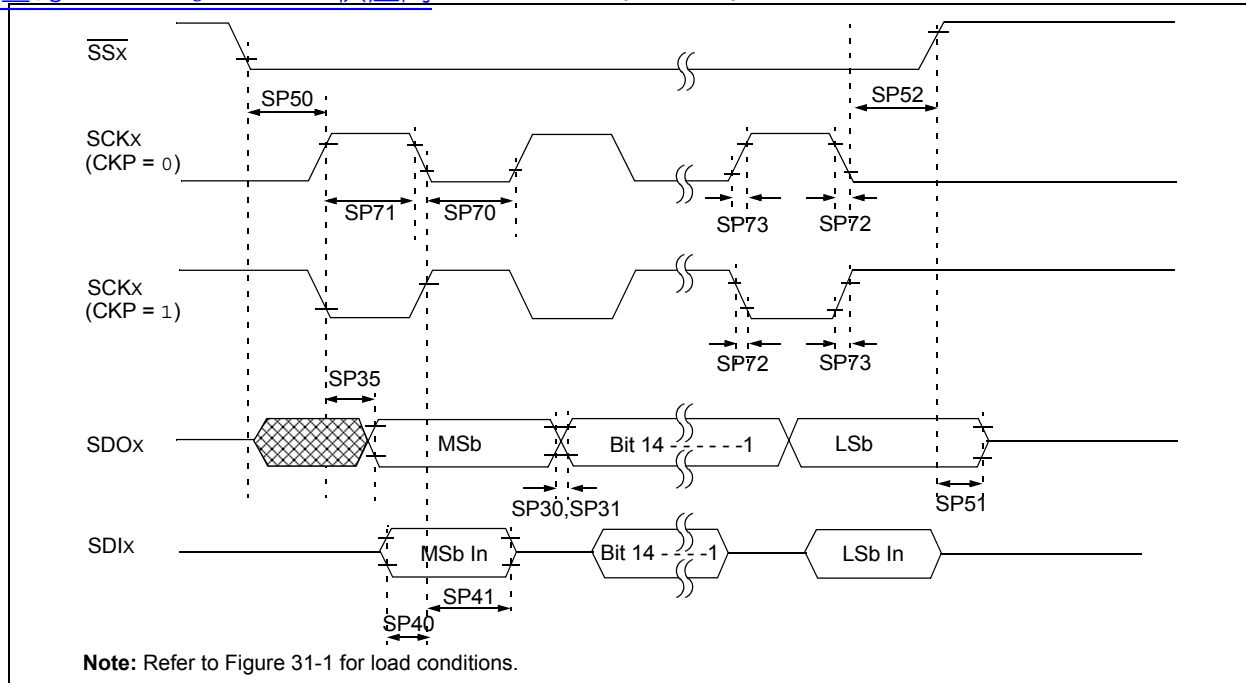 SSx
SP50
SP52
SCKx
(CKP = 0)
SP71
SP70
SP73
SP72
SCKx
(CKP = 1)
SP72
SP73
SP35
SDOx
MSb
Bit 14 - - - - - -1
LSb
SP30,SP31
SP51
SDIx
MSb In
Bit 14 - - - -1
LSb In
SP41
SP40
Note: Refer to Figure 31-1 for load conditions.